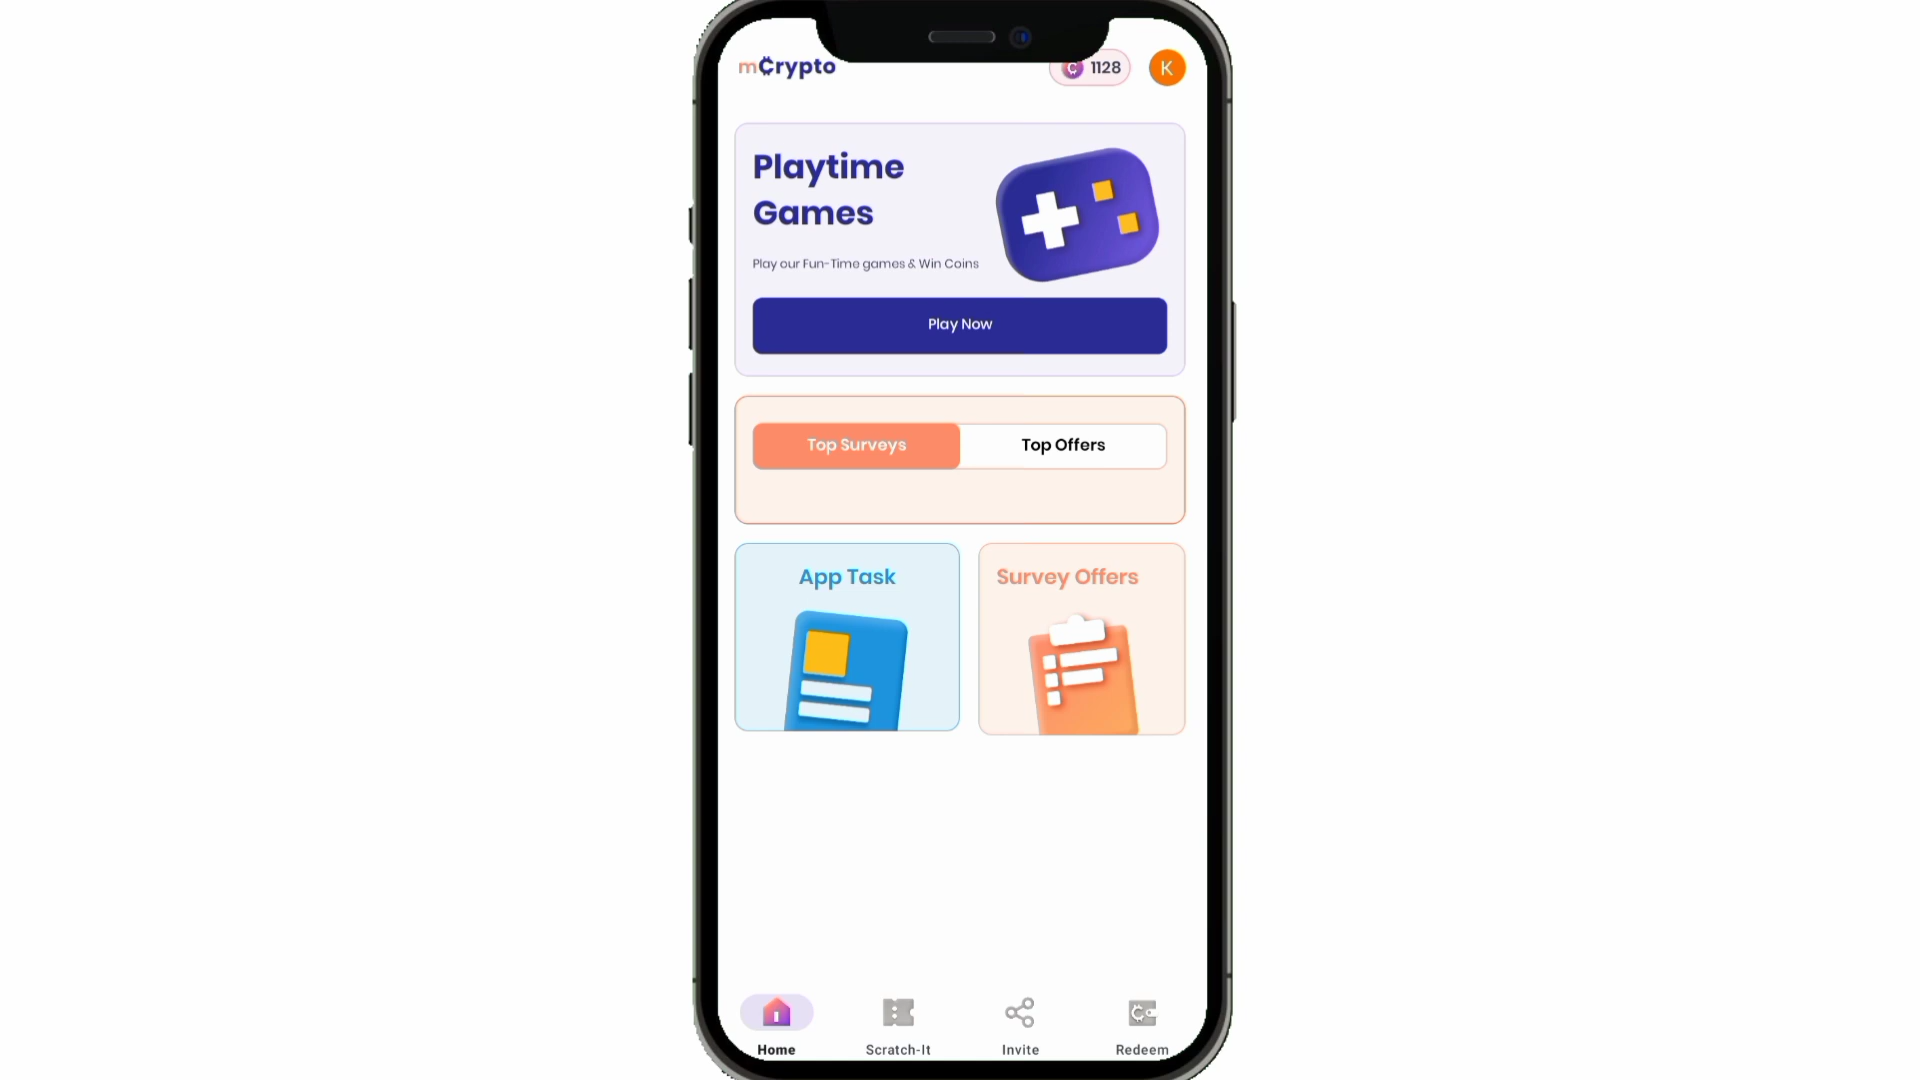 mCrypto
1128
K
Playtime
Games
Play our Fun-Time games & Win Coins
Play Now
Top Surveys
Top Offers
App Task
Survey Offers
Home
Scratch-It
Invite
Redeem